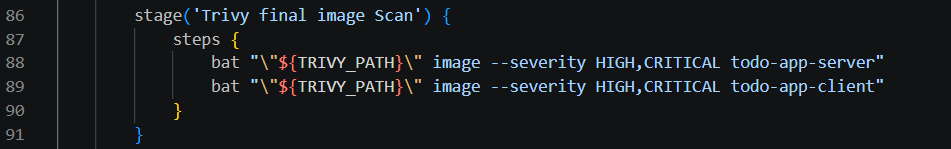 86 stage('Trivy final image Scan') {
87 steps {
88 bat "\"${TRIVY_PATH}\" image --severity HIGH,CRITICAL todo-app-server"
89 bat "\"${TRIVY_PATH}\" image --severity HIGH,CRITICAL todo-app-client"
90 }
91 }